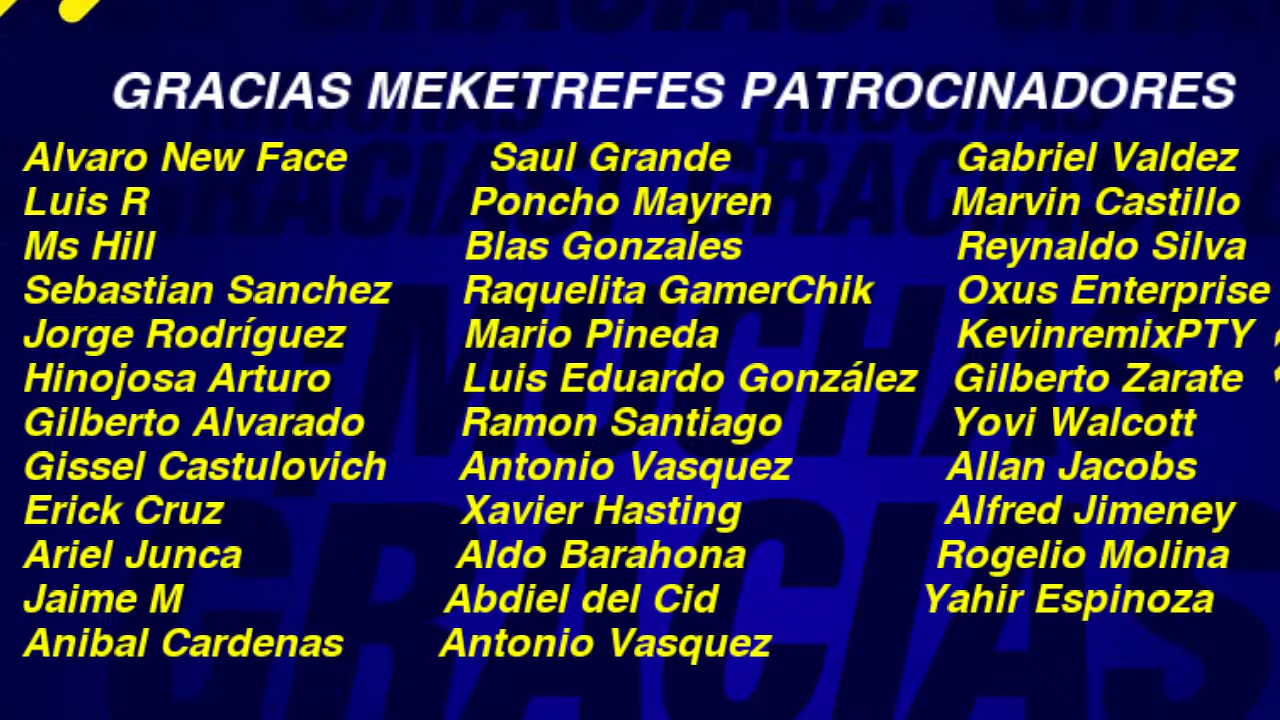 GRACIAS MEKETREFES PATROCINADORES
Alvaro New Face Saul Grande Gabriel Valdez
Luis R Poncho Mayren Marvin Castillo
Ms Hill Blas Gonzales Reynaldo Silva
Sebastian Sanchez Raquelita GamerChik Oxus Enterprise
Jorge Rodríguez Mario Pineda KevinremixPTY
Hinojosa Arturo Luis Eduardo González Gilberto Zarate
Gilberto Alvarado Ramon Santiago Yovi Walcott
Gissel Castulovich Antonio Vasquez Allan Jacobs
Erick Cruz Xavier Hasting Alfred Jimeney
Ariel Junca Aldo Barahona Rogelio Molina
Jaime M Abdiel del Cid Yahir Espinoza
Anibal Cardenas Antonio Vasquez
¡MUCHAS
GRACIAS